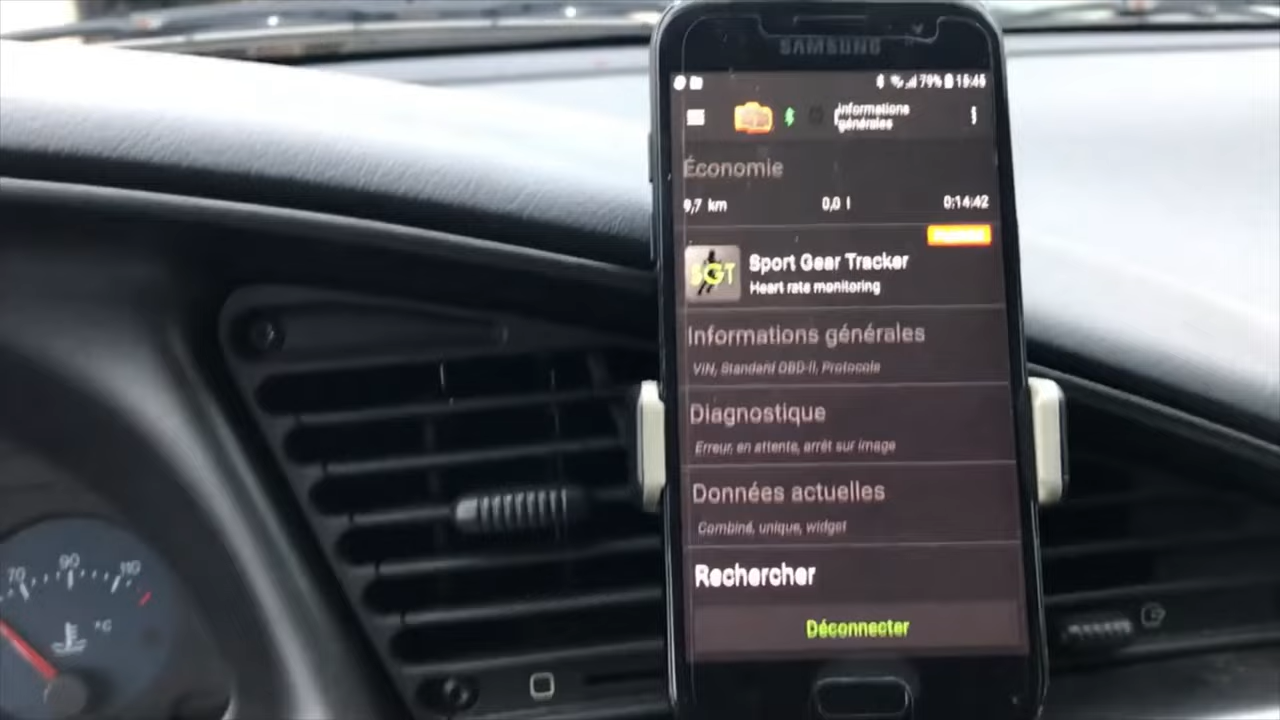 SAMSUNG
79% 15:45
Informations
générales
Économie
9,7 km 0,0 l 0:14:42
SGT
Sport Gear Tracker
Heart rate monitoring
Informations générales
VIN, Standard OBD-II, Protocole
Diagnostique
Erreur, en attente, arrêt sur image
Données actuelles
Combiné, unique, widget
Rechercher
Déconnecter
70 90 110
°C